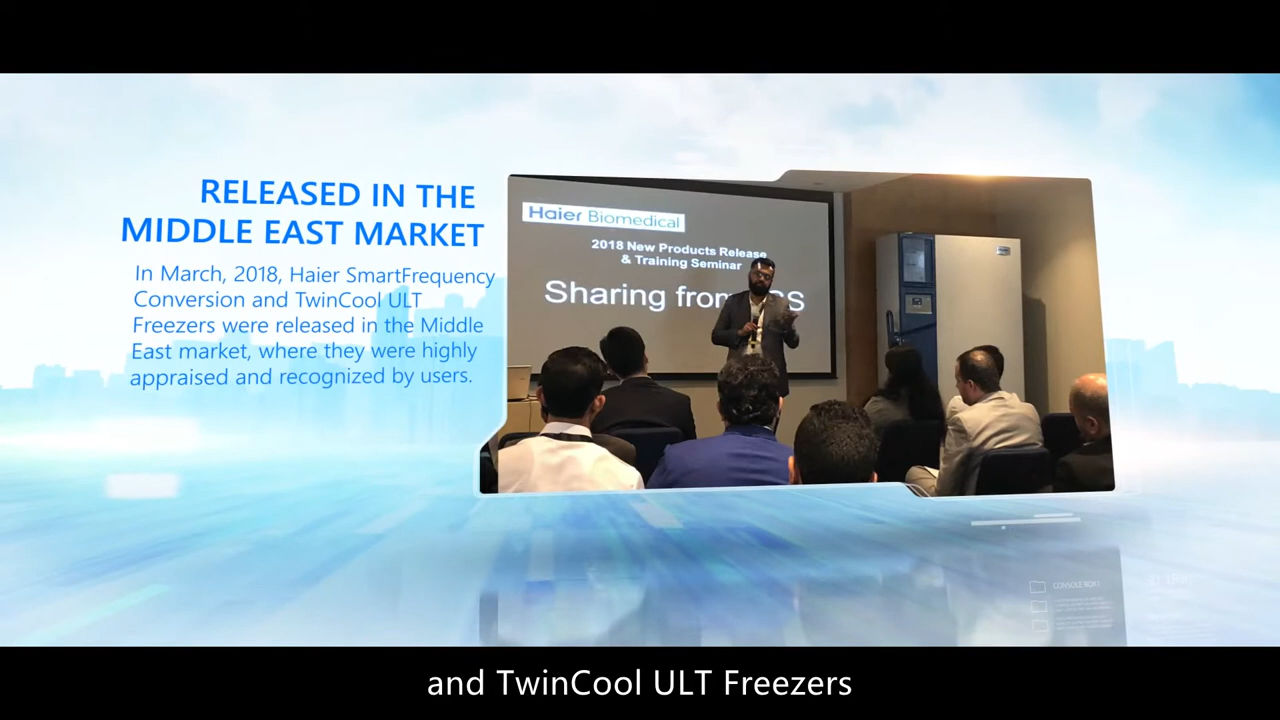 RELEASED IN THE
MIDDLE EAST MARKET
In March, 2018, Haier SmartFrequency
Conversion and TwinCool ULT
Freezers were released in the Middle
East market, where they were highly
appraised and recognized by users.
Haier Biomedical
2018 New Products Release
& Training Seminar
Sharing from
CONSOLE BOX
and TwinCool ULT Freezers